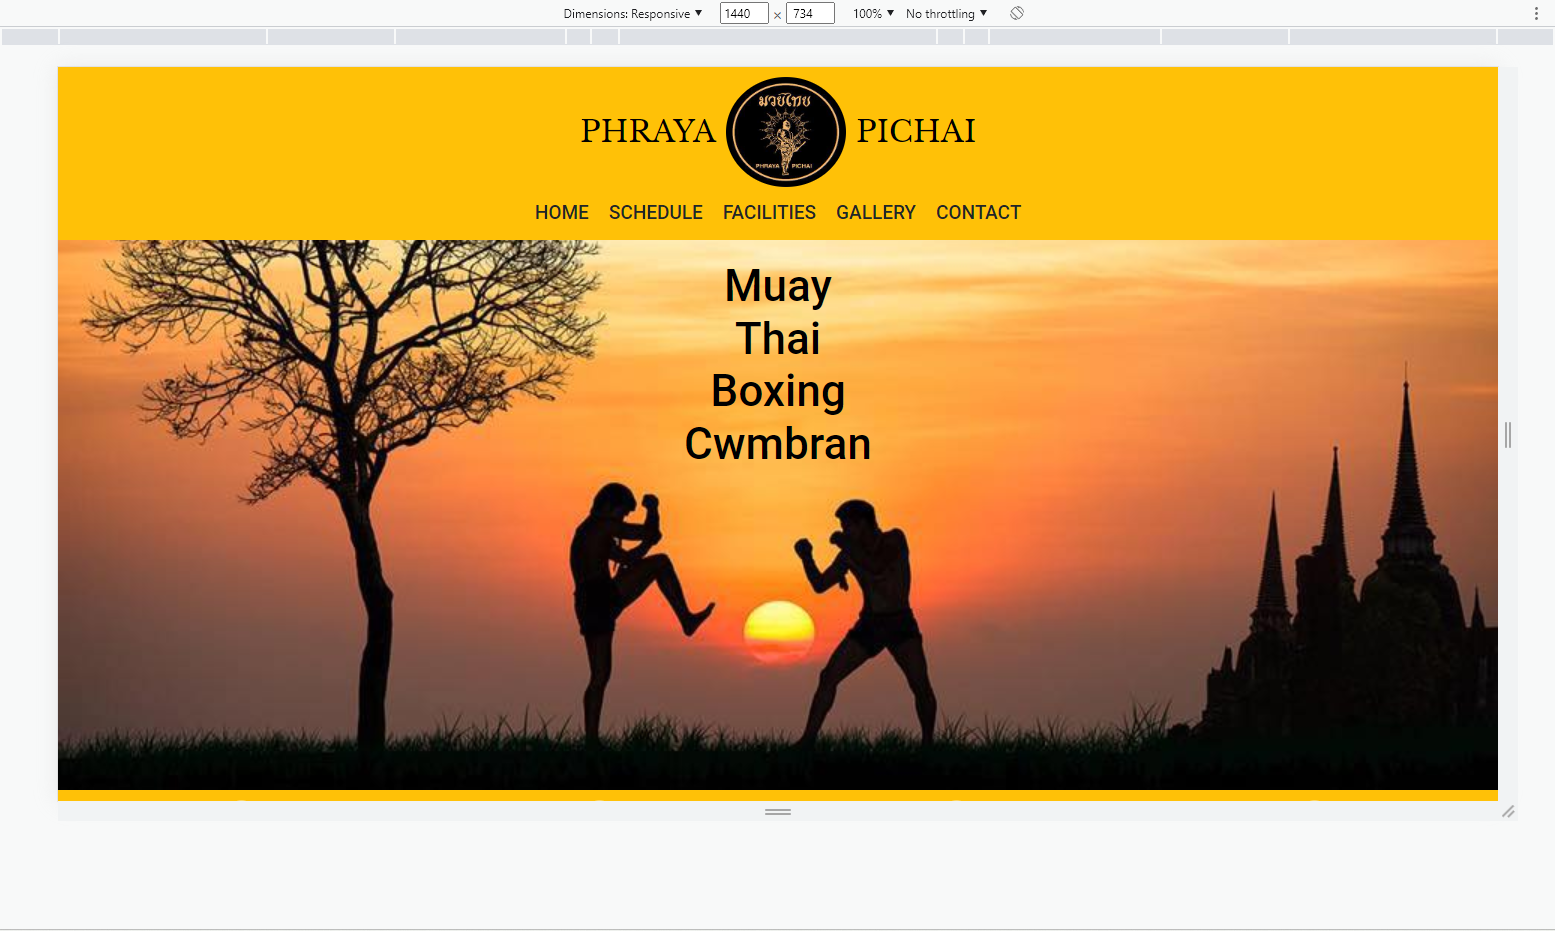 Dimensions: Responsive ▼ 1440 × 734 100% ▼ No throttling ▼
PHRAYA
มวยไทย
PHRAYA PICHAI
PICHAI
HOME SCHEDULE FACILITIES GALLERY CONTACT
Muay
Thai
Boxing
Cwmbran